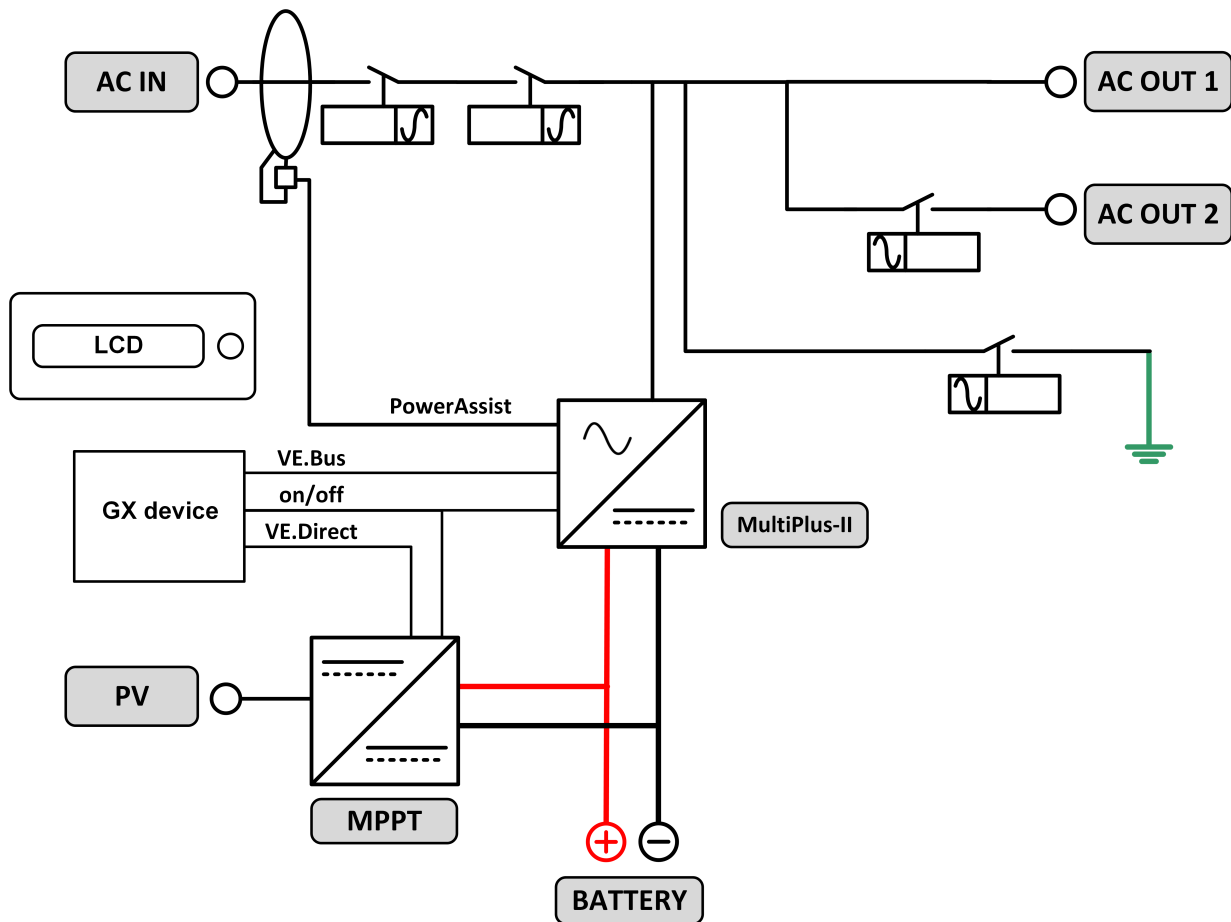 AC IN
AC OUT 1
AC OUT 2
LCD
PowerAssist
VE.Bus
on/off
GX device
VE.Direct
MultiPlus-II
PV
MPPT
BATTERY